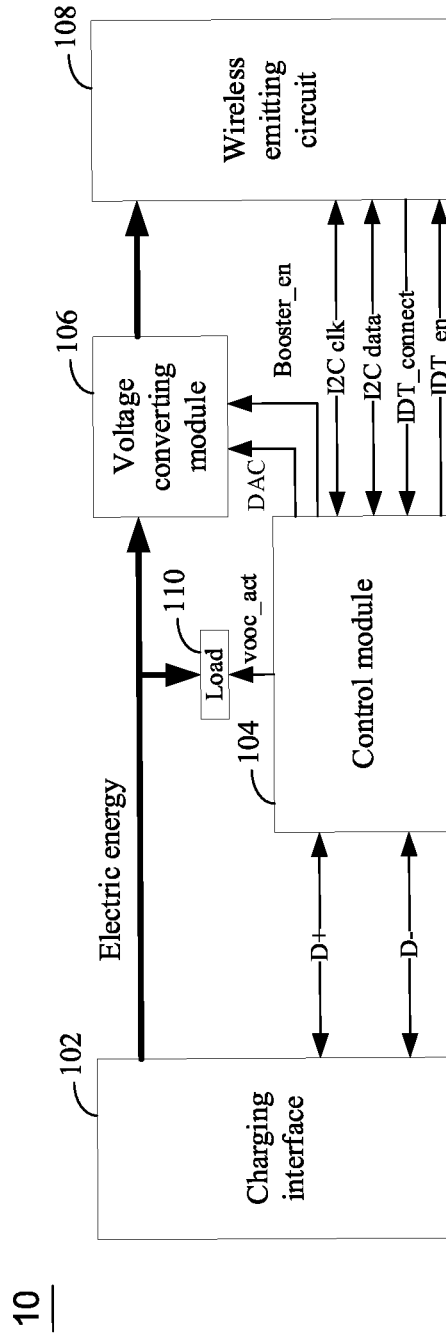 10
102
Charging
interface
Electric energy
D+
D-
104
Control module
110
Load
vooc_act
DAC
Booster_en
106
Voltage
converting
module
I2C clk
I2C data
IDT_connect
IDT_en
108
Wireless
emitting
circuit